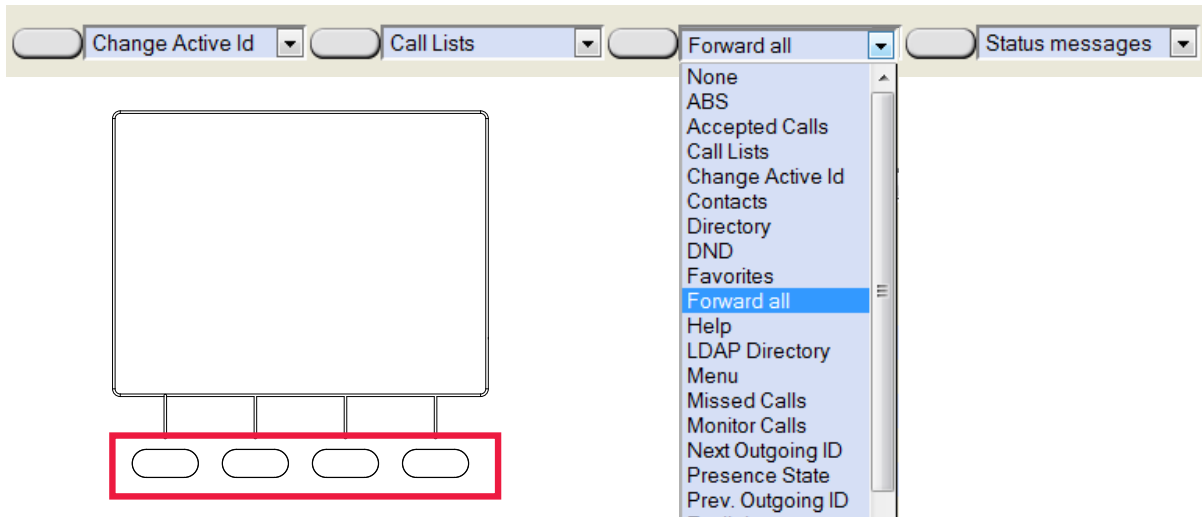 Change Active Id
Call Lists
Forward all
Status messages
None
ABS
Accepted Calls
Call Lists
Change Active Id
Contacts
Directory
DND
Favorites
Forward all
Help
LDAP Directory
Menu
Missed Calls
Monitor Calls
Next Outgoing ID
Presence State
Prev. Outgoing ID